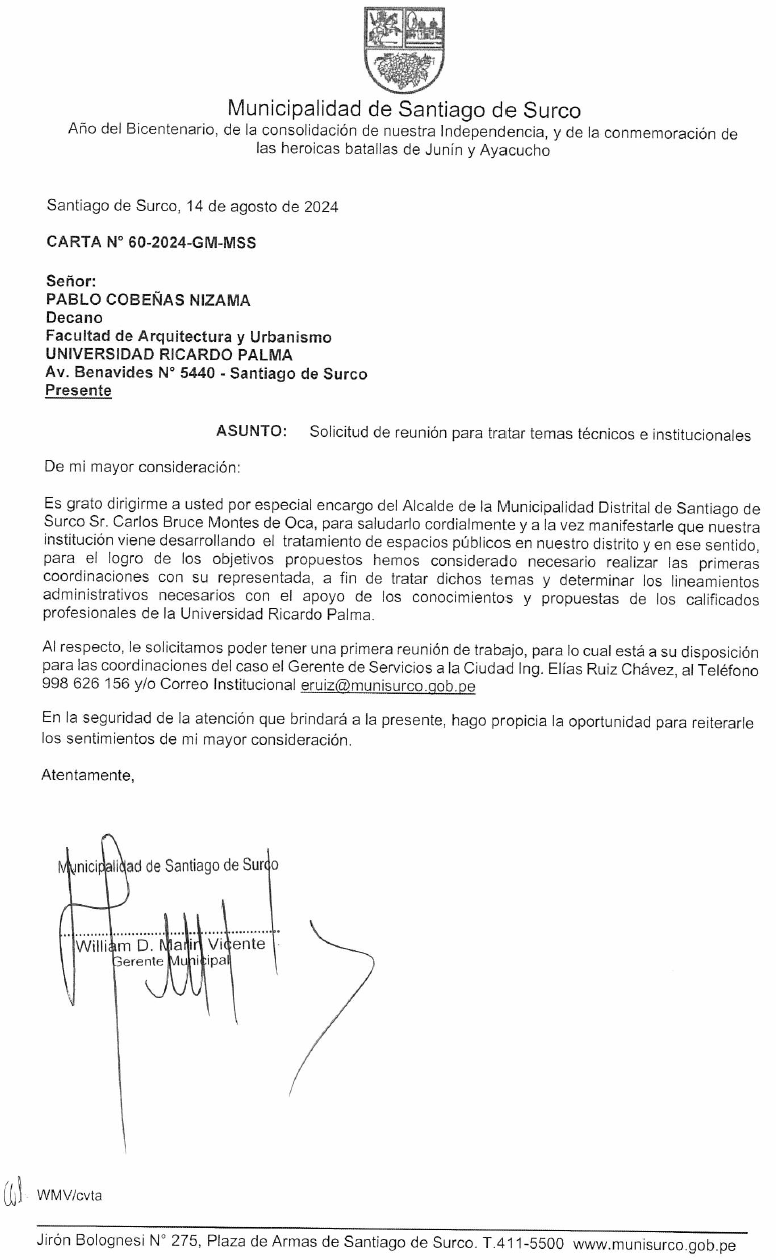 Municipalidad de Santiago de Surco
Año del Bicentenario, de la consolidación de nuestra Independencia, y de la conmemoración de
las heroicas batallas de Junín y Ayacucho
Santiago de Surco, 14 de agosto de 2024
CARTA N° 60-2024-GM-MSS
Señor:
PABLO COBEÑAS NIZAMA
Decano
Facultad de Arquitectura y Urbanismo
UNIVERSIDAD RICARDO PALMA
Av. Benavides N° 5440 - Santiago de Surco
Presente
ASUNTO: Solicitud de reunión para tratar temas técnicos e institucionales
De mi mayor consideración:
Es grato dirigirme a usted por especial encargo del Alcalde de la Municipalidad Distrital de Santiago de
Surco Sr. Carlos Bruce Montes de Oca, para saludarlo cordialmente y a la vez manifestarle que nuestra
institución viene desarrollando el tratamiento de espacios públicos en nuestro distrito y en ese sentido,
para el logro de los objetivos propuestos hemos considerado necesario realizar las primeras
coordinaciones con su representada, a fin de tratar dichos temas y determinar los lineamientos
administrativos necesarios con el apoyo de los conocimientos y propuestas de los calificados
profesionales de la Universidad Ricardo Palma.
Al respecto, le solicitamos poder tener una primera reunión de trabajo, para lo cual está a su disposición
para las coordinaciones del caso el Gerente de Servicios a la Ciudad Ing. Elías Ruiz Chávez, al Teléfono
998 626 156 y/o Correo Institucional eruiz@munisurco.gob.pe
En la seguridad de la atención que brindará a la presente, hago propicia la oportunidad para reiterarle
los sentimientos de mi mayor consideración.
Atentamente,
Municipalidad de Santiago de Surco
William D. Marin Vicente
Gerente Municipal
WMV/cvta
Jirón Bolognesi N° 275, Plaza de Armas de Santiago de Surco. T.411-5500 www.munisurco.gob.pe